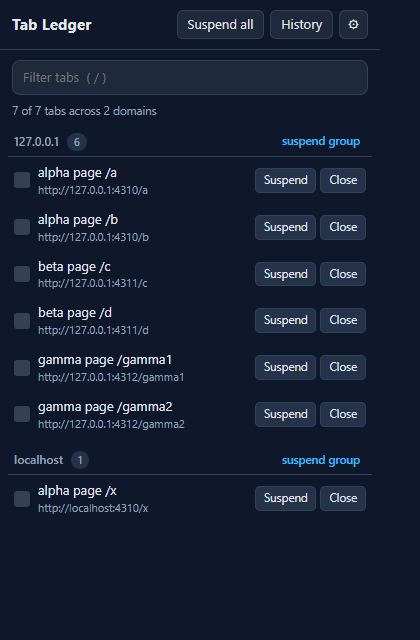 Tab Ledger Suspend all History
Filter tabs ( / )
7 of 7 tabs across 2 domains
127.0.0.1 6 suspend group
alpha page /a
http://127.0.0.1:4310/a
Suspend Close
alpha page /b
http://127.0.0.1:4310/b
Suspend Close
beta page /c
http://127.0.0.1:4311/c
Suspend Close
beta page /d
http://127.0.0.1:4311/d
Suspend Close
gamma page /gamma1
http://127.0.0.1:4312/gamma1
Suspend Close
gamma page /gamma2
http://127.0.0.1:4312/gamma2
Suspend Close
localhost 1 suspend group
alpha page /x
http://localhost:4310/x
Suspend Close